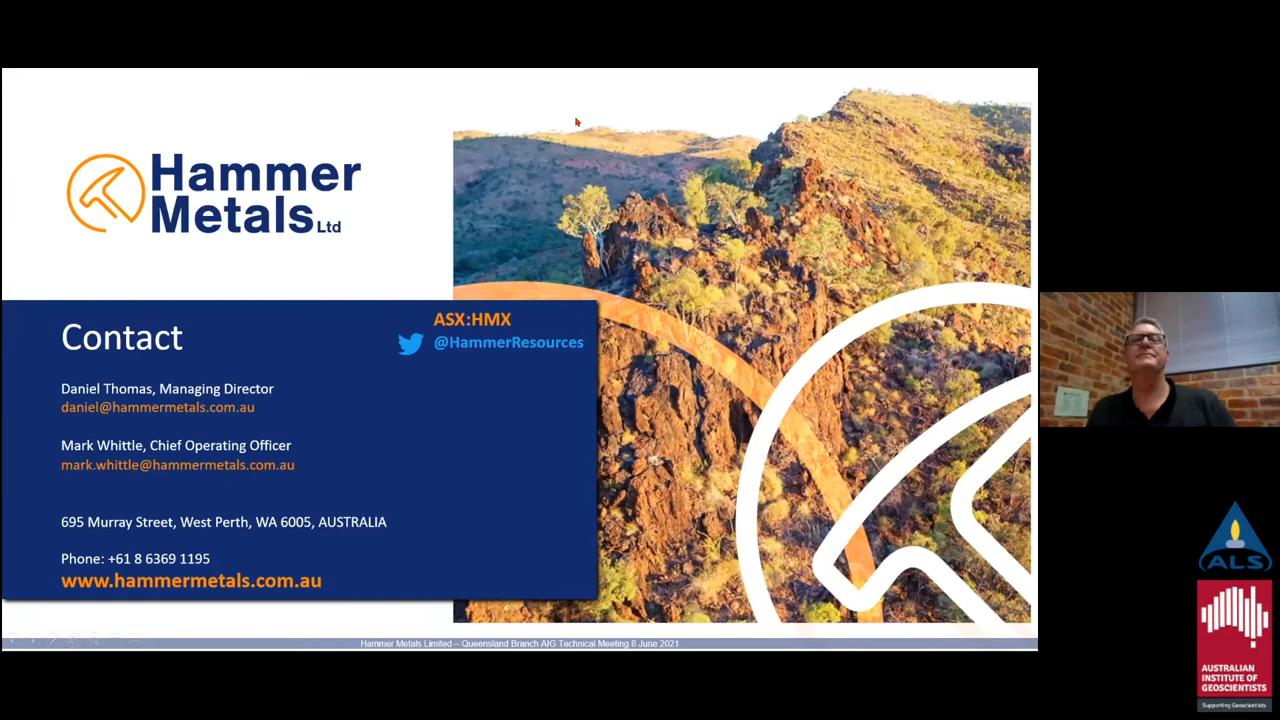 Hammer
Metals Ltd
ASX:HMX
@HammerResources
Contact
Daniel Thomas, Managing Director
daniel@hammermetals.com.au
Mark Whittle, Chief Operating Officer
mark.whittle@hammermetals.com.au
695 Murray Street, West Perth, WA 6005, AUSTRALIA
Phone: +61 8 6369 1195
www.hammermetals.com.au
Hammer Metals Limited – Queensland Branch AIG Technical Meeting 8 June 2021
ALS
AUSTRALIAN
INSTITUTE OF
GEOSCIENTISTS
Supporting Geoscientists